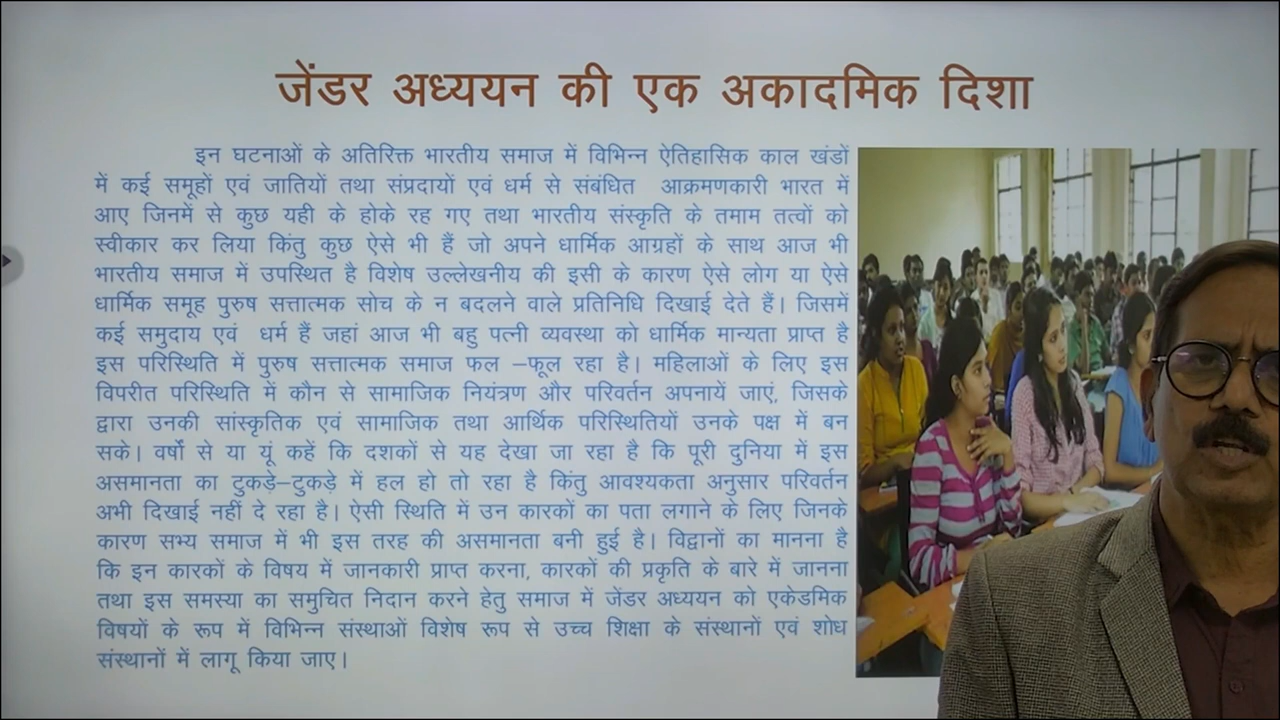 जेंडर अध्ययन की एक अकादमिक दिशा
इन घटनाओं के अतिरिक्त भारतीय समाज में विभिन्न ऐतिहासिक काल खंडों
में कई समूहों एवं जातियों तथा संप्रदायों एवं धर्म से संबंधित आक्रमणकारी भारत में
आए जिनमें से कुछ यही के होके रह गए तथा भारतीय संस्कृति के तमाम तत्वों को
स्वीकार कर लिया किंतु कुछ ऐसे भी हैं जो अपने धार्मिक आग्रहों के साथ आज भी
भारतीय समाज में उपस्थित है विशेष उल्लेखनीय की इसी के कारण ऐसे लोग या ऐसे
धार्मिक समूह पुरुष सत्तात्मक सोच के न बदलने वाले प्रतिनिधि दिखाई देते हैं। जिसमें
कई समुदाय एवं धर्म हैं जहां आज भी बहु पत्नी व्यवस्था को धार्मिक मान्यता प्राप्त है
इस परिस्थिति में पुरुष सत्तात्मक समाज फल –फूल रहा है। महिलाओं के लिए इस
विपरीत परिस्थिति में कौन से सामाजिक नियंत्रण और परिवर्तन अपनायें जाएं, जिसके
द्वारा उनकी सांस्कृतिक एवं सामाजिक तथा आर्थिक परिस्थितियों उनके पक्ष में बन
सके। वर्षों से या यूं कहें कि दशकों से यह देखा जा रहा है कि पूरी दुनिया में इस
असमानता का टुकड़े–टुकड़े में हल हो तो रहा है किंतु आवश्यकता अनुसार परिवर्तन
अभी दिखाई नहीं दे रहा है। ऐसी स्थिति में उन कारकों का पता लगाने के लिए जिनके
कारण सभ्य समाज में भी इस तरह की असमानता बनी हुई है। विद्वानों का मानना है
कि इन कारकों के विषय में जानकारी प्राप्त करना, कारकों की प्रकृति के बारे में जानना
तथा इस समस्या का समुचित निदान करने हेतु समाज में जेंडर अध्ययन को एकेडमिक
विषयों के रूप में विभिन्न संस्थाओं विशेष रूप से उच्च शिक्षा के संस्थानों एवं शोध
संस्थानों में लागू किया जाए।